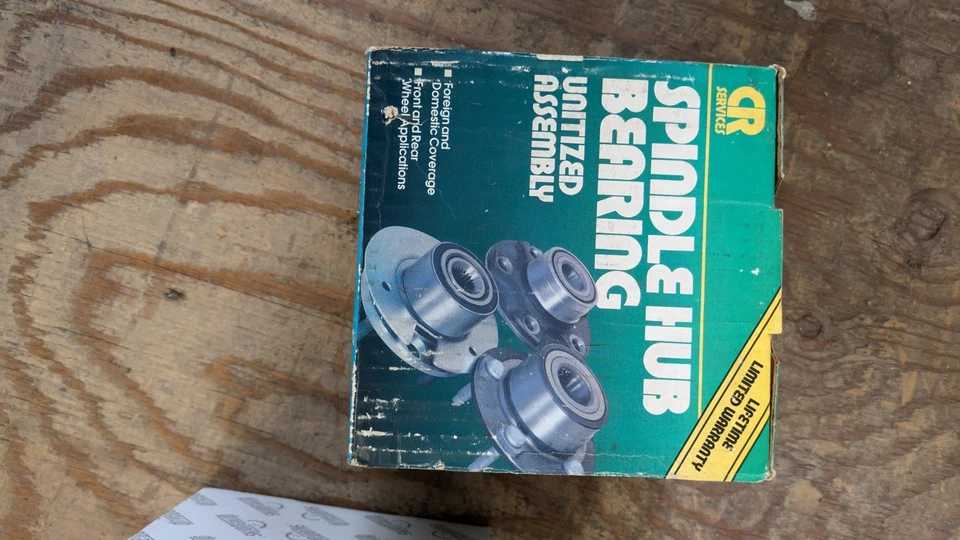 CR
SERVICES
SPINDLE HUB
BEARING
UNITIZED
ASSEMBLY
Foreign and
Domestic Coverage
Front and Rear
Wheel Applications
LIFETIME
LIMITED WARRANTY